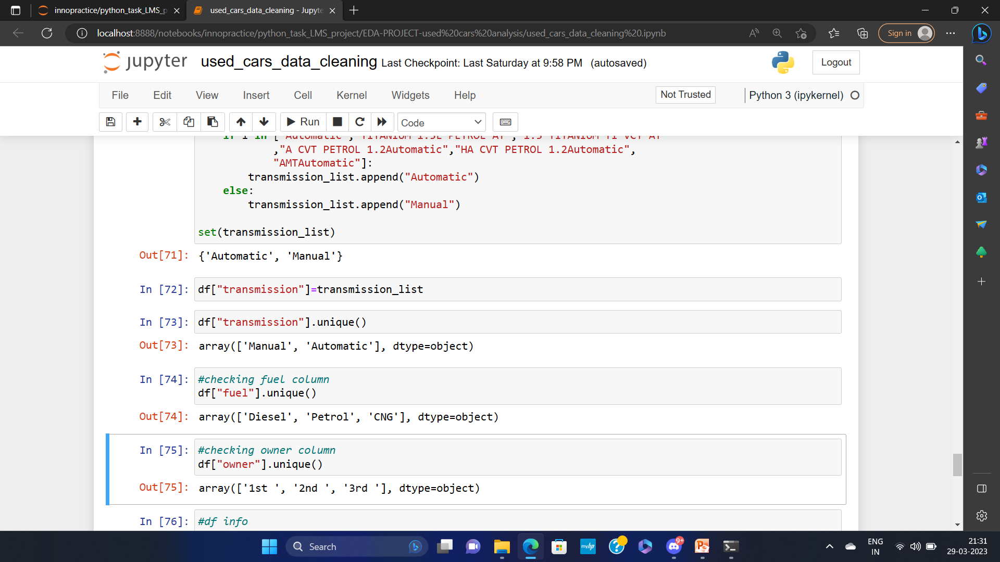 innopractice/python_task_LMS_p
used_cars_data_cleaning - Jupyte
localhost:8888/notebooks/innopractice/python_task_LMS_project/EDA-PROJECT-used%20cars%20analysis/used_cars_data_cleaning%20.ipynb
Sign in
jupyter used_cars_data_cleaning Last Checkpoint: Last Saturday at 9:58 PM (autosaved)
Logout
File Edit View Insert Cell Kernel Widgets Help
Not Trusted
Python 3 (ipykernel)
Run
Code
if i in ["Automatic","TITANIUM 1.5L PETROL AT","1.5 TITANIUM TI VCT AT"
,"A CVT PETROL 1.2Automatic","HA CVT PETROL 1.2Automatic",
"AMTAutomatic"]:
transmission_list.append("Automatic")
else:
transmission_list.append("Manual")
set(transmission_list)
Out[71]: {'Automatic', 'Manual'}
In [72]: df["transmission"]=transmission_list
In [73]: df["transmission"].unique()
Out[73]: array(['Manual', 'Automatic'], dtype=object)
In [74]: #checking fuel column
df["fuel"].unique()
Out[74]: array(['Diesel', 'Petrol', 'CNG'], dtype=object)
In [75]: #checking owner column
df["owner"].unique()
Out[75]: array(['1st ', '2nd ', '3rd '], dtype=object)
In [76]: #df info
Search
myhp
9+
ENG
IN
21:31
29-03-2023